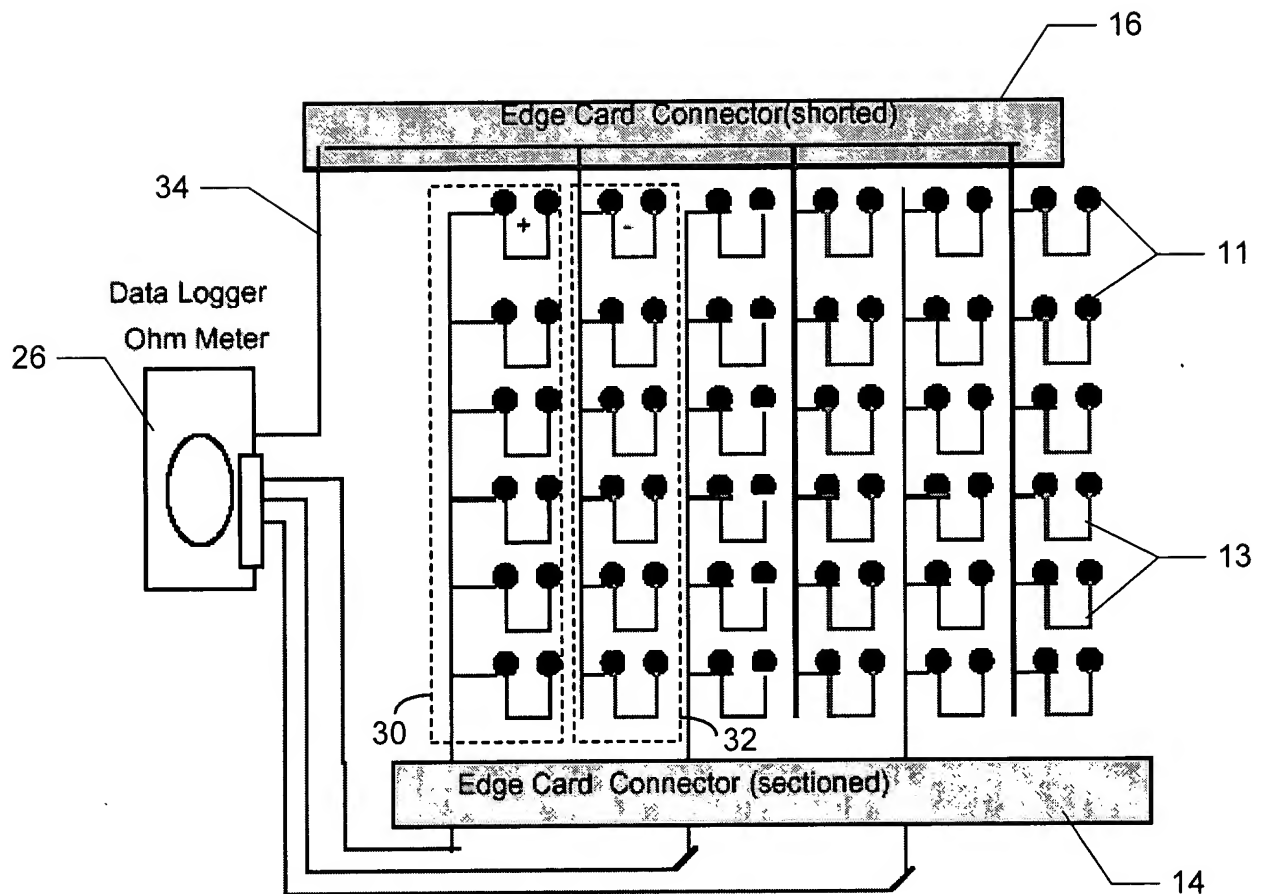 16
Edge Card Connector(shorted)
34
+
-
11
Data Logger
Ohm Meter
26
13
30
32
Edge Card Connector (sectioned)
14